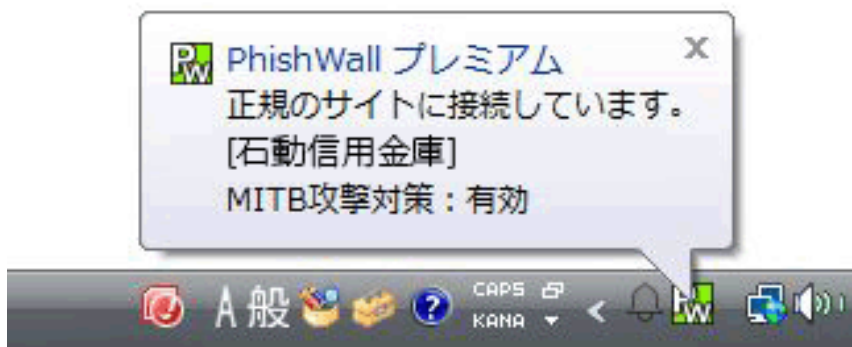 PW PhishWall プレミアム
正規のサイトに接続しています。
[石動信用金庫]
MITB攻撃対策:有効
A 般 ? CAPS
KANA
PW